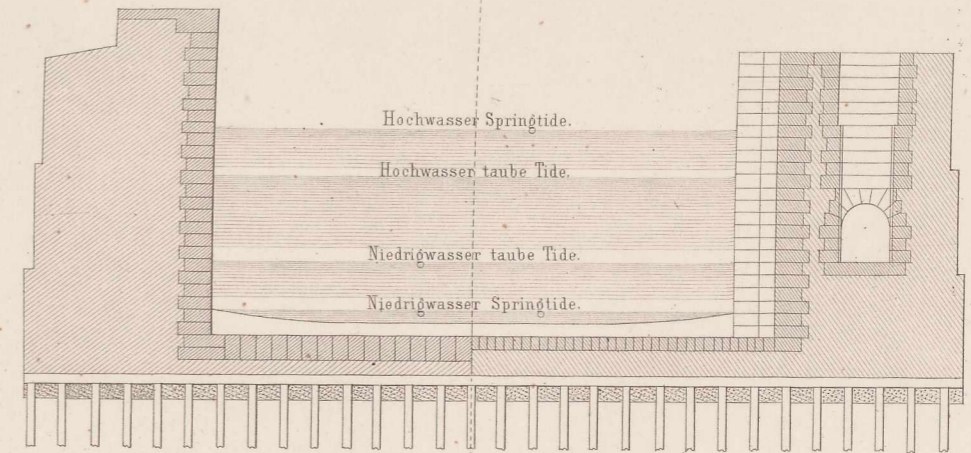 Hochwasser Springtide.
Hochwasser taube Tide.
Niedrigwasser taube Tide.
Niedrigwasser Springtide.